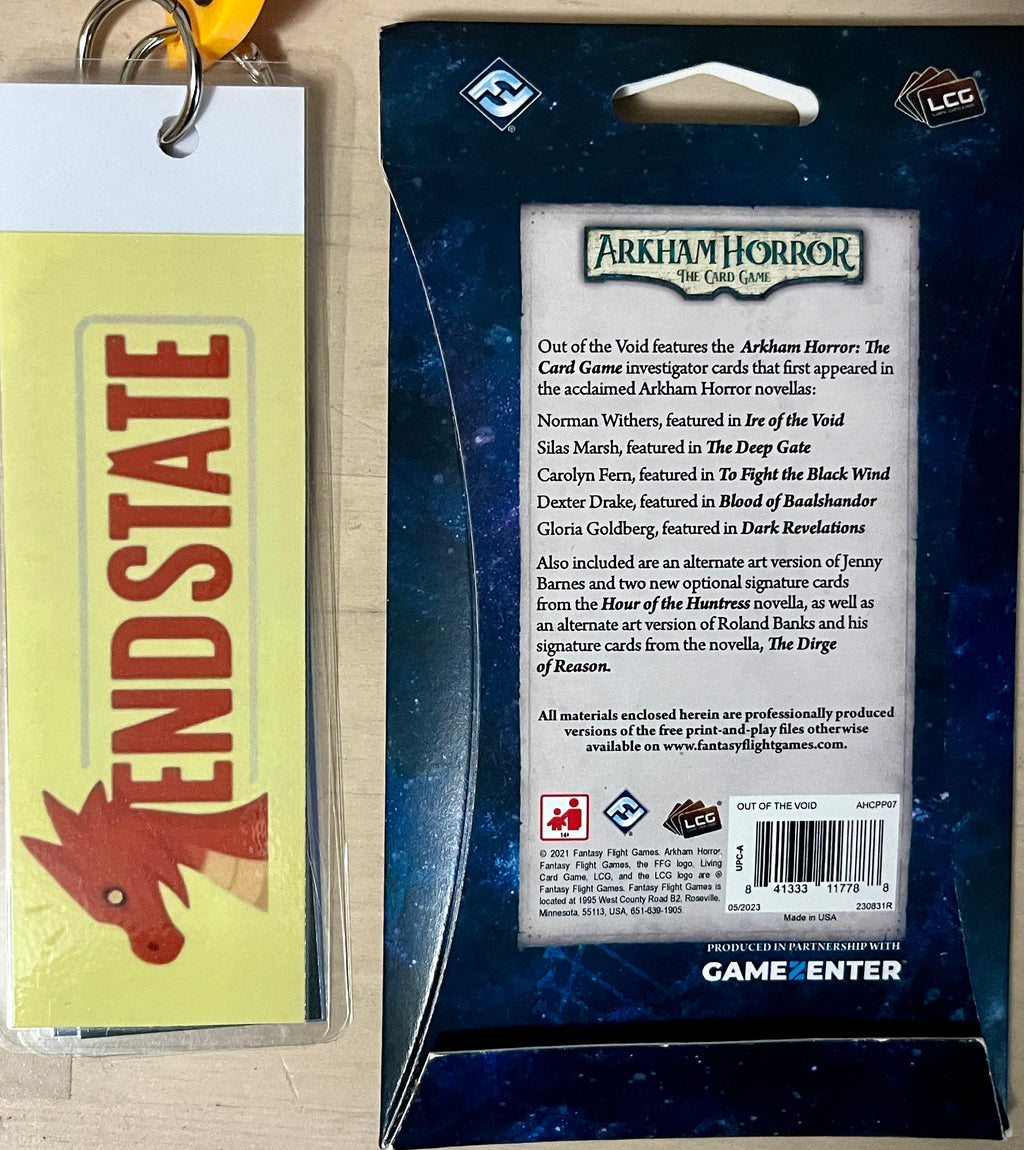 ENDSTATE
LCG
ARKHAM HORROR
THE CARD GAME
Out of the Void features the Arkham Horror: The
Card Game investigator cards that first appeared in
the acclaimed Arkham Horror novellas:
Norman Withers, featured in Ire of the Void
Silas Marsh, featured in The Deep Gate
Carolyn Fern, featured in To Fight the Black Wind
Dexter Drake, featured in Blood of Baalshandor
Gloria Goldberg, featured in Dark Revelations
Also included are an alternate art version of Jenny
Barnes and two new optional signature cards
from the Hour of the Huntress novella, as well as
an alternate art version of Roland Banks and his
signature cards from the novella, The Dirge
of Reason.
All materials enclosed herein are professionally produced
versions of the free print-and-play files otherwise
available on www.fantasyflightgames.com.
14+
LCG
© 2021 Fantasy Flight Games. Arkham Horror,
Fantasy Flight Games, the FFG logo, Living
Card Game, LCG, and the LCG logo are ®
Fantasy Flight Games. Fantasy Flight Games is
located at 1995 West County Road B2, Roseville,
Minnesota, 55113, USA, 651-639-1905.
OUT OF THE VOID AHCPP07
UPC-A
8 41333 11778 8
05/2023 230831R
Made in USA
PRODUCED IN PARTNERSHIP WITH
GAMEZENTER